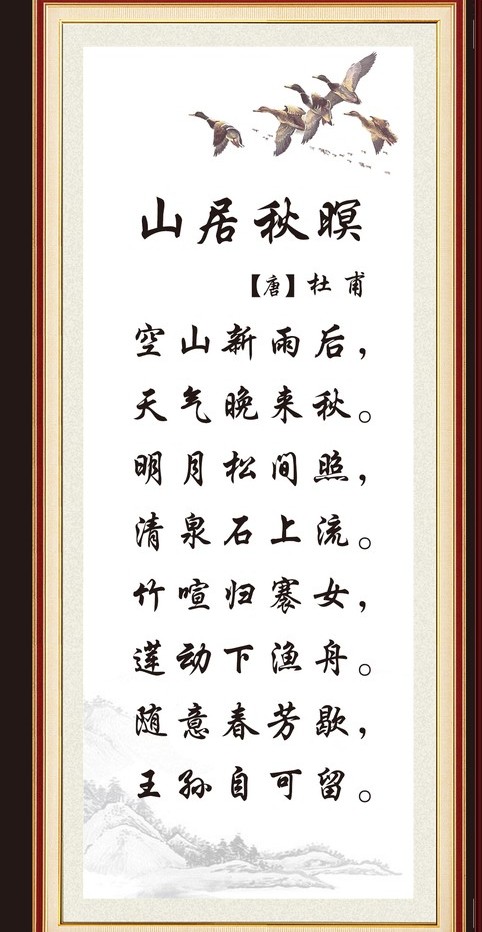 山居秋暝
【唐】杜甫
空山新雨后，
天气晚来秋。
明月松间照，
清泉石上流。
竹喧归褰女，
莲动下渔舟。
随意春芳歇，
王孙自可留。